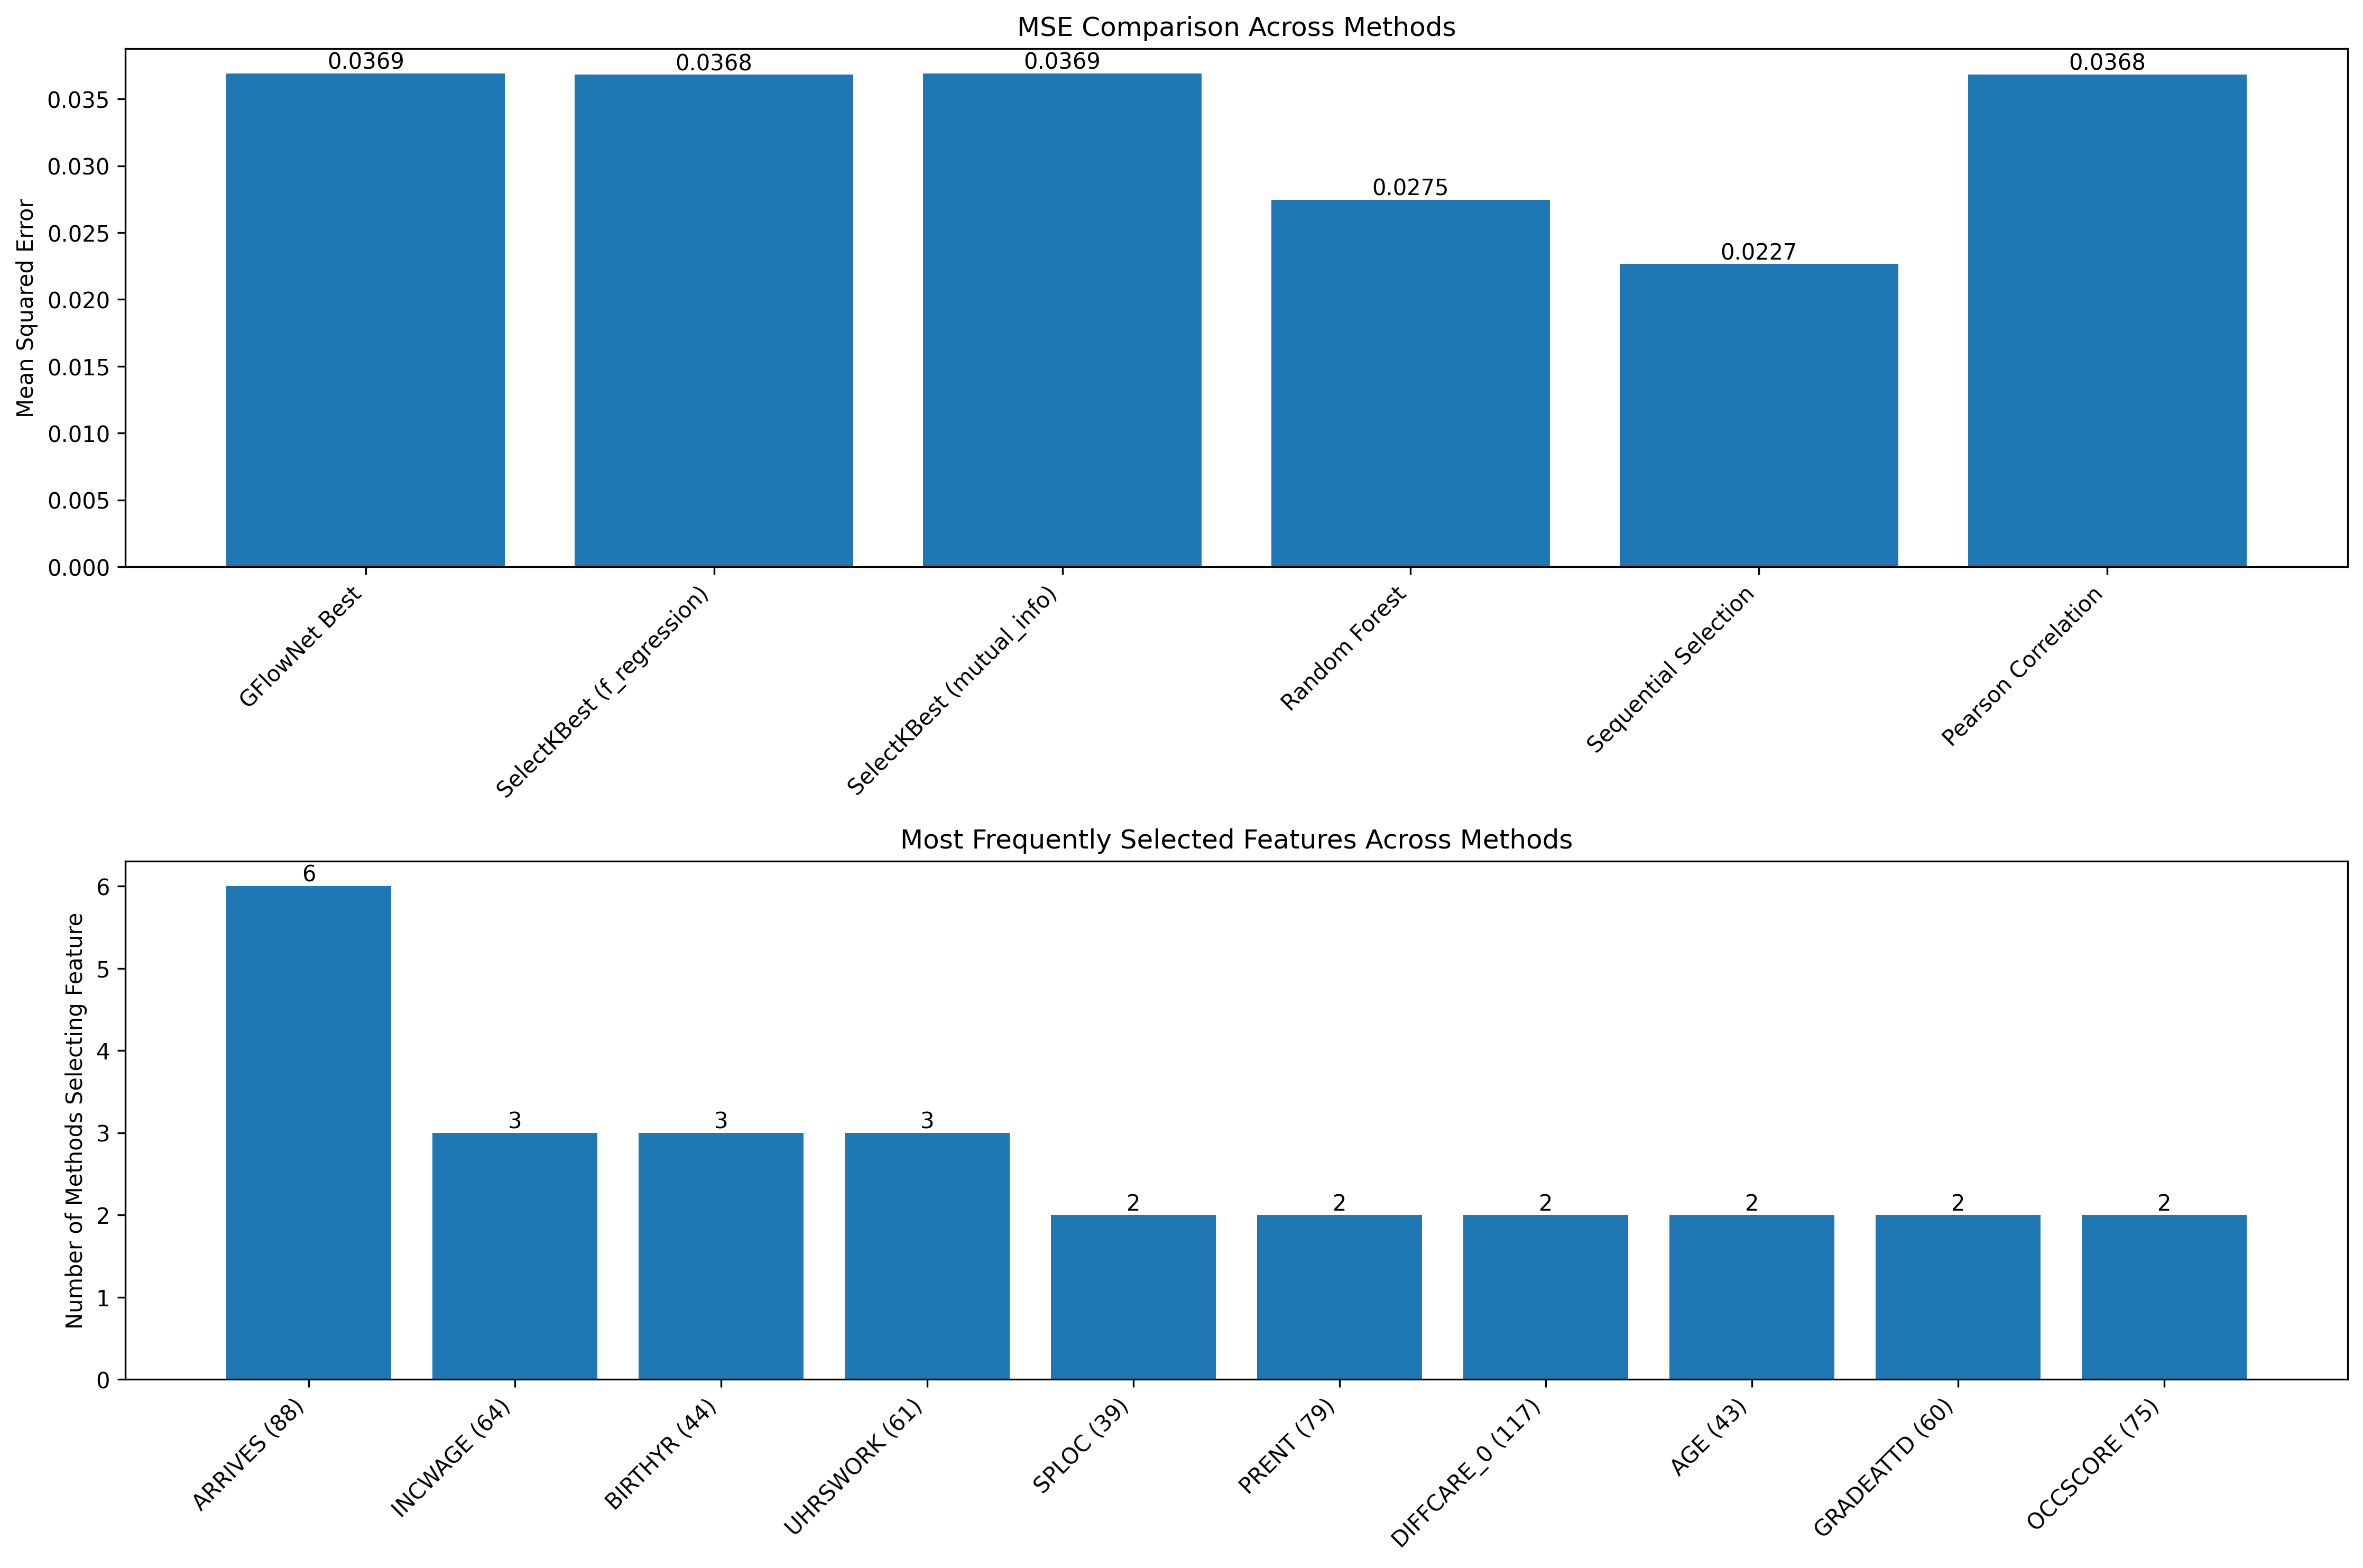 MSE Comparison Across Methods
Mean Squared Error
0.035
0.030
0.025
0.020
0.015
0.010
0.005
0.000
0.0369
0.0368
0.0369
0.0275
0.0227
0.0368
GFlowNet Best
SelectKBest (f_regression)
SelectKBest (mutual_info)
Random Forest
Sequential Selection
Pearson Correlation
Most Frequently Selected Features Across Methods
Number of Methods Selecting Feature
6
5
4
3
2
1
0
6
3
3
3
2
2
2
2
2
2
ARRIVES (88)
INCWAGE (64)
BIRTHYR (44)
UHRSWORK (61)
SPLOC (39)
PRENT (79)
DIFFCARE_0 (117)
AGE (43)
GRADEATTD (60)
OCCSCORE (75)